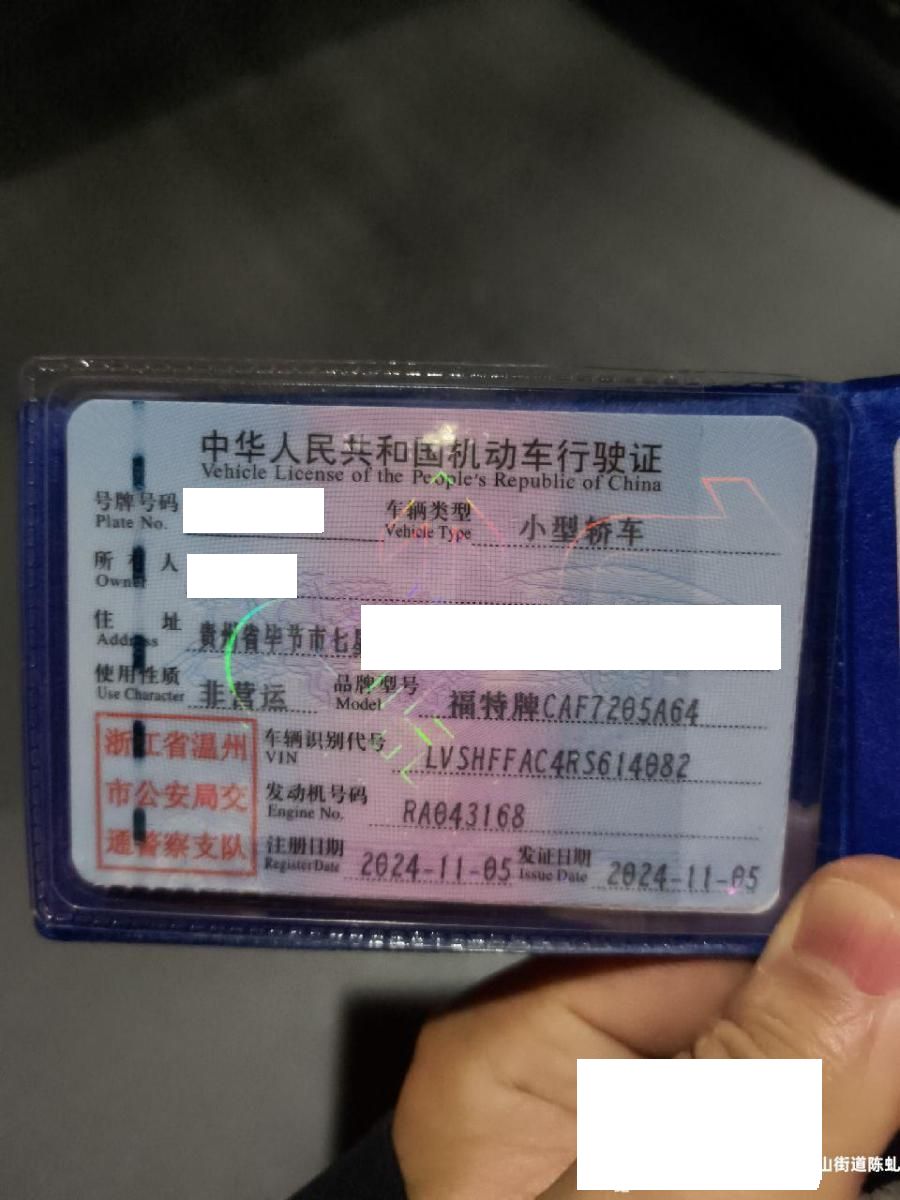 中华人民共和国机动车行驶证
Vehicle License of the People's Republic of China
号牌号码
Plate No.
车辆类型 小型轿车
Vehicle Type
所有人
Owner
住址 贵州省毕节市七星
Address
使用性质 非营运
Use Character
品牌型号 福特牌CAF7205A64
Model
浙江省温州
市公安局交
通警察支队
车辆识别代号 LVSHFFAC4RS614082
VIN
发动机号码 RA043168
Engine No.
注册日期 2024-11-05
Register Date
发证日期 2024-11-05
Issue Date
山街道陈虬